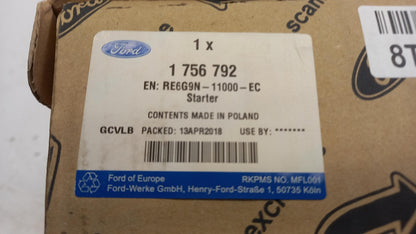 Ford
1 x
1 756 792
EN: RE6G9N-11000-EC
Starter
CONTENTS MADE IN POLAND
GCVLB PACKED: 13APR2018 USE BY: *******
Ford of Europe
RKPMS NO. MFL001
Ford-Werke GmbH, Henry-Ford-Straße 1, 50735 Köln